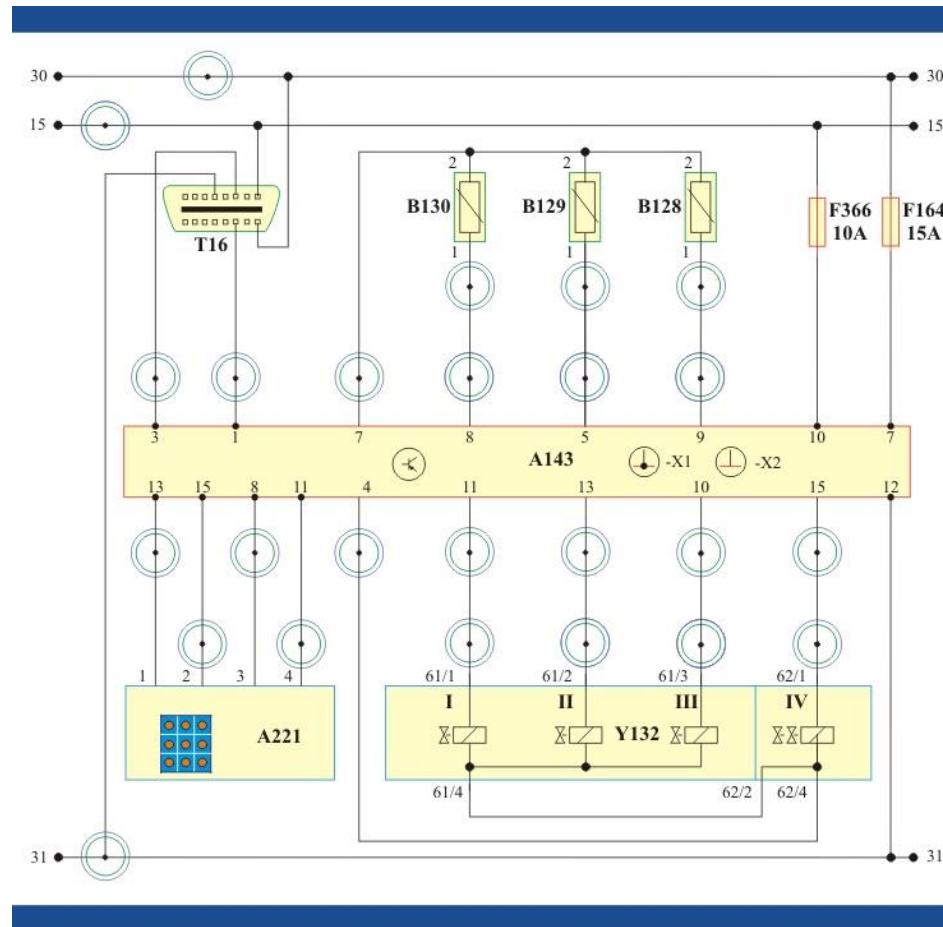 30 30
15 15
2 2 2
B130 B129 B128 F366 F164
10A 15A
T16
1 1 1
3 1 7 8 5 9 10 7
A143 -X1 -X2
13 15 8 11 4 11 13 10 15 12
1 2 3 4 61/1 61/2 61/3 62/1
I II III IV
A221 Y132
61/4 62/2 62/4
31 31